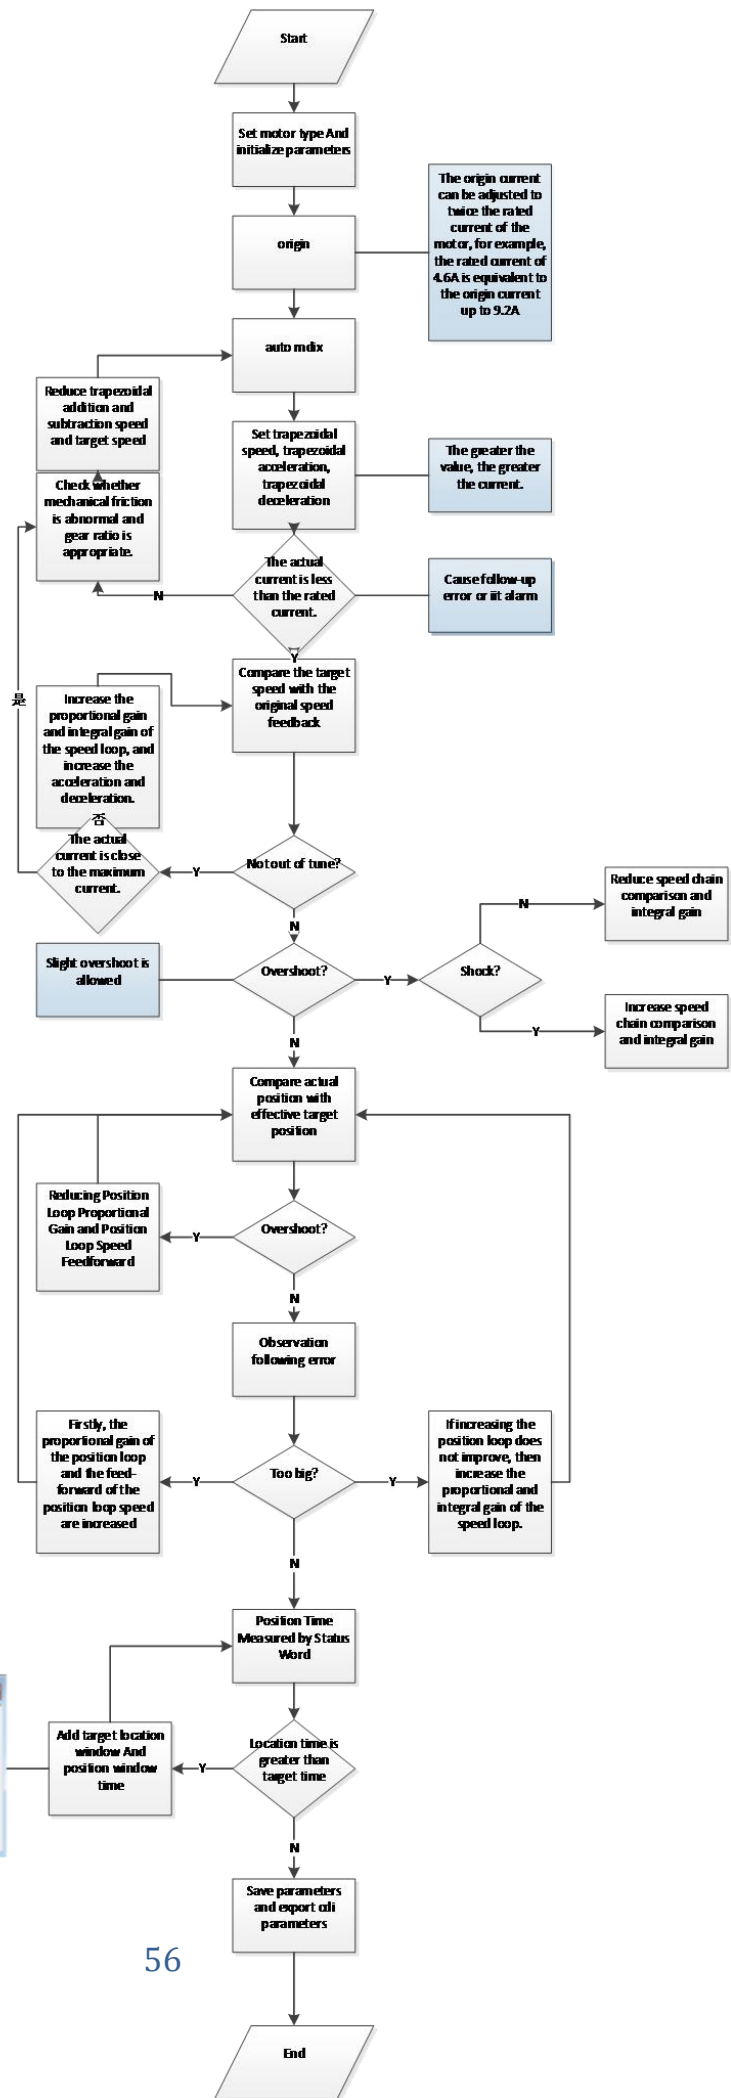 Start
Set motor type And
initialize parameters
The origin current
can be adjusted to
twice the rated
current of the
motor, for example,
the rated current of
4.6A is equivalent to
the origin current
up to 9.2A
origin
auto mdix
Reduce trapezoidal
addition and
subtraction speed
and target speed
Set trapezoidal
speed, trapezoidal
acceleration,
trapezoidal
deceleration
The greater the
value, the greater
the current.
Check whether
mechanical friction
is abnormal and
gear ratio is
appropriate.
The actual
current is less
than the rated
current.
N
Cause follow-up
error or iit alarm
Y
Compare the target
speed with the
original speed
feedback
是
Increase the
proportional gain
and integral gain of
the speed loop, and
increase the
acceleration and
deceleration.
否
The actual
current is close
to the maximum
current.
Y
Not out of tune?
N
Reduce speed chain
comparison and
integral gain
N
Slight overshoot is
allowed
Overshoot?
Y
Shock?
Y
Increase speed
chain comparison
and integral gain
N
Compare actual
position with
effective target
position
Reducing Position
Loop Proportional
Gain and Position
Loop Speed
Feedforward
Y
Overshoot?
N
Observation
following error
Firstly, the
proportional gain of
the position loop
and the feed-
forward of the
position loop speed
are increased
Y
Too big?
Y
If increasing the
position loop does
not improve, then
increase the
proportional and
integral gain of the
speed loop.
N
Position Time
Measured by Status
Word
Add target location
window And
position window
time
Y
Location time is
greater than
target time
N
Save parameters
and export cdi
parameters
56
End